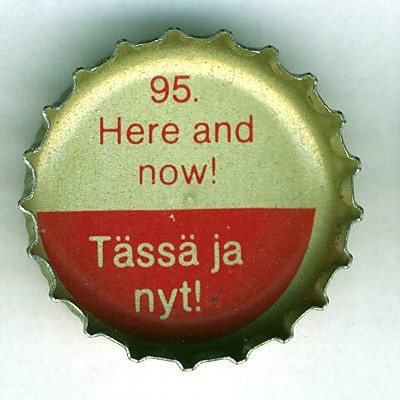 95.
Here and
now!
Tässä ja
nyt!